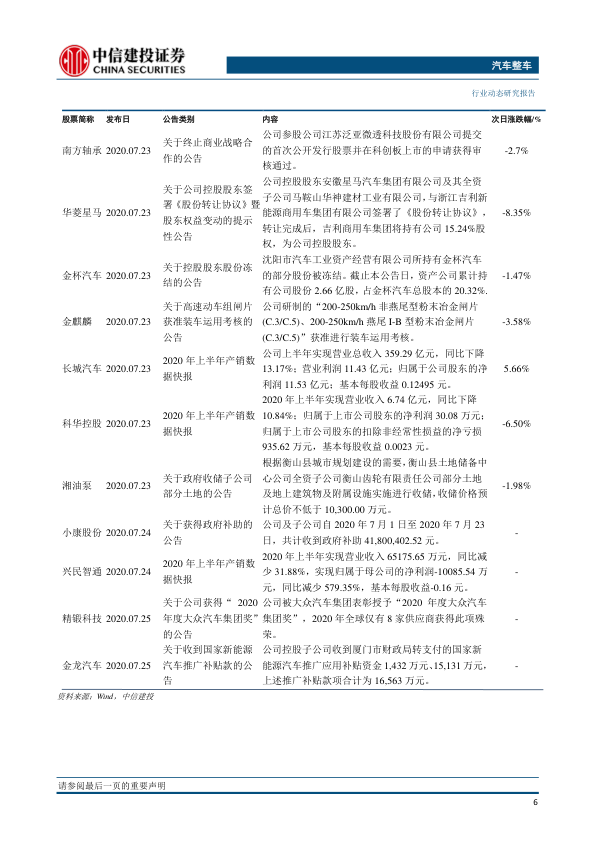 中信建投证券
CHINA SECURITIES
汽车整车
行业动态研究报告
股票简称 发布日 公告类别 内容 次日涨跌幅/%
南方轴承 2020.07.23 关于终止商业战略合作的公告 公司参股公司江苏泛亚微透科技股份有限公司提交的首次公开发行股票并在科创板上市的申请获得审核通过。 -2.7%
华菱星马 2020.07.23 关于公司控股股东签署《股份转让协议》暨股东权益变动的提示性公告 公司控股股东安徽星马汽车集团有限公司及其全资子公司马鞍山华神建材工业有限公司，与浙江吉利新能源商用车集团有限公司签署了《股份转让协议》，转让完成后，吉利商用车集团将持有公司 15.24%股权，为公司控股股东。 -8.35%
金杯汽车 2020.07.23 关于控股股东股份冻结的公告 沈阳市汽车工业资产经营有限公司所持有金杯汽车的部分股份被冻结。截止本公告日，资产公司累计持有公司股份 2.66 亿股，占金杯汽车总股本的 20.32%. -1.47%
金麒麟 2020.07.23 关于高速动车组闸片获准装车运用考核的公告 公司研制的“200-250km/h 非燕尾型粉末冶金闸片(C.3/C.5)、200-250km/h 燕尾 I-B 型粉末冶金闸片(C.3/C.5)”获准进行装车运用考核。 -3.58%
长城汽车 2020.07.23 2020 年上半年产销数据快报 公司上半年实现营业总收入 359.29 亿元，同比下降13.17%；营业利润 11.43 亿元；归属于公司股东的净利润 11.53 亿元；基本每股收益 0.12495 元。 5.66%
科华控股 2020.07.23 2020 年上半年产销数据快报 2020 年上半年实现营业收入 6.74 亿元，同比下降10.84%；归属于上市公司股东的净利润 30.08 万元；归属于上市公司股东的扣除非经常性损益的净亏损935.62 万元，基本每股收益 0.0023 元。 -6.50%
湘油泵 2020.07.23 关于政府收储子公司部分土地的公告 根据衡山县城市规划建设的需要，衡山县土地储备中心公司全资子公司衡山齿轮有限责任公司部分土地及地上建筑物及附属设施实施进行收储，收储价格预计总价不低于 10,300.00 万元。 -1.98%
小康股份 2020.07.24 关于获得政府补助的公告 公司及子公司自 2020 年 7 月 1 日至 2020 年 7 月 23日，共计收到政府补助 41,800,402.52 元。 -
兴民智通 2020.07.24 2020 年上半年产销数据快报 2020 年上半年实现营业收入 65175.65 万元，同比减少 31.88%，实现归属于母公司的净利润-10085.54 万元，同比减少 579.35%，基本每股收益-0.16 元。 -
精锻科技 2020.07.25 关于公司获得“ 2020年度大众汽车集团奖”的公告 公司被大众汽车集团表彰授予“2020 年度大众汽车集团奖”，2020 年全球仅有 8 家供应商获得此项殊荣。 -
金龙汽车 2020.07.25 关于收到国家新能源汽车推广补贴款的公告 公司控股子公司收到厦门市财政局转支付的国家新能源汽车推广应用补贴资金 1,432 万元、15,131 万元，上述推广补贴款项合计为 16,563 万元。 -
资料来源：Wind，中信建投
请参阅最后一页的重要声明
6